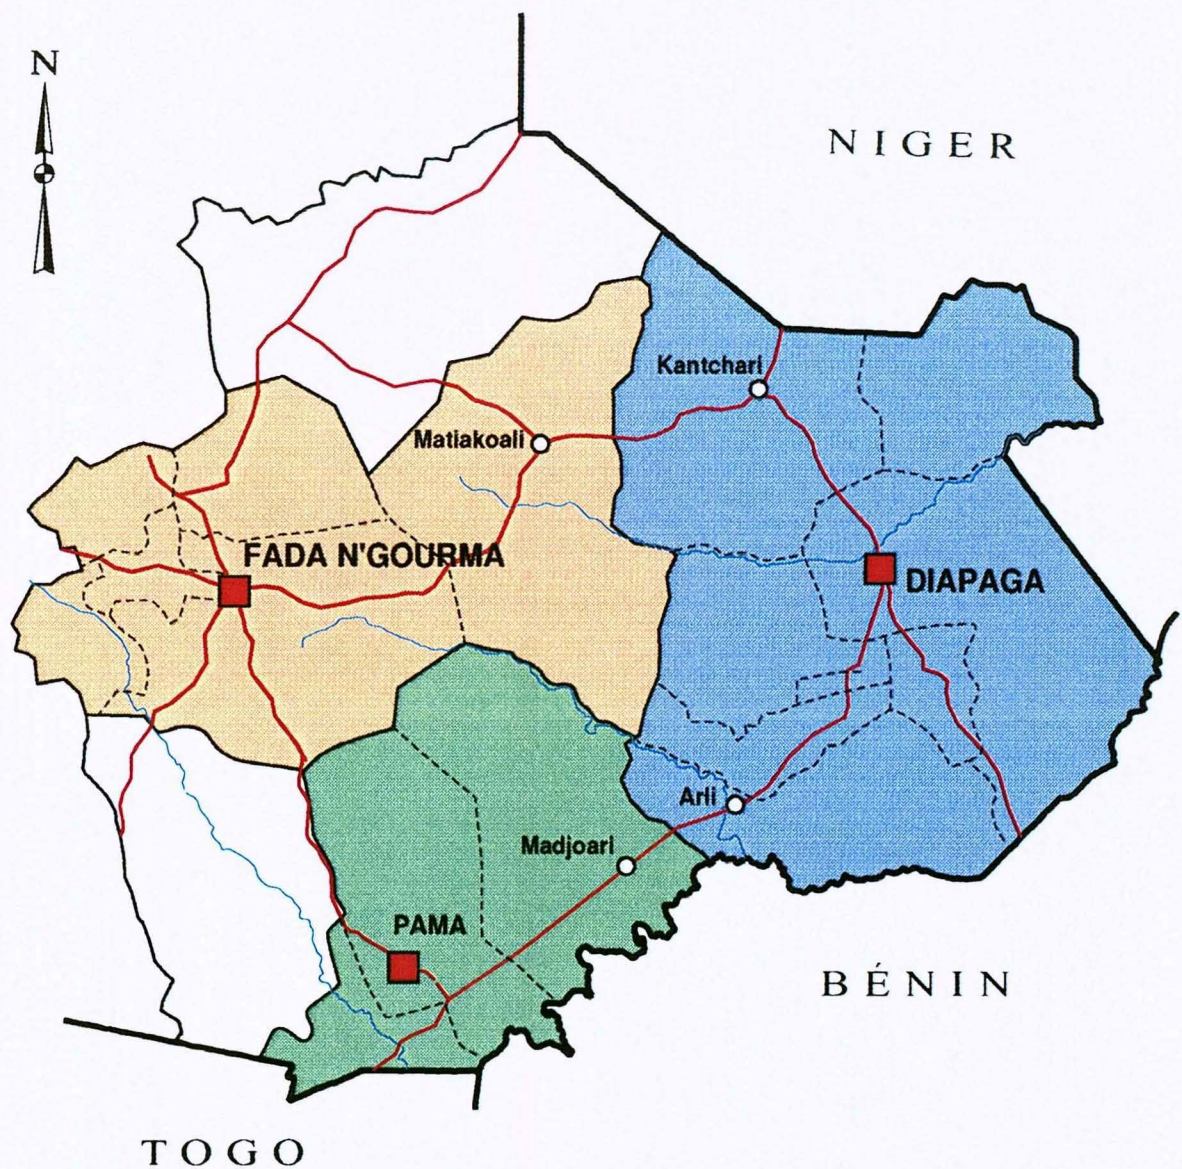 N
NIGER
Kantchari
Matiakoali
FADA N'GOURMA
DIAPAGA
Arli
Madjoari
PAMA
BÉNIN
TOGO